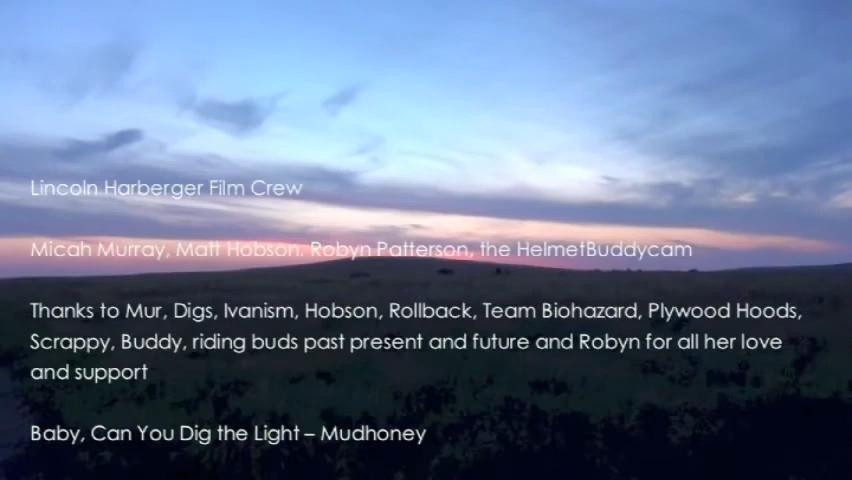 Lincoln Harberger Film Crew
Micah Murray, Matt Hobson. Robyn Patterson, the HelmetBuddycam
Thanks to Mur, Digs, Ivanism, Hobson, Rollback, Team Biohazard, Plywood Hoods,
Scrappy, Buddy, riding buds past present and future and Robyn for all her love
and support
Baby, Can You Dig the Light – Mudhoney